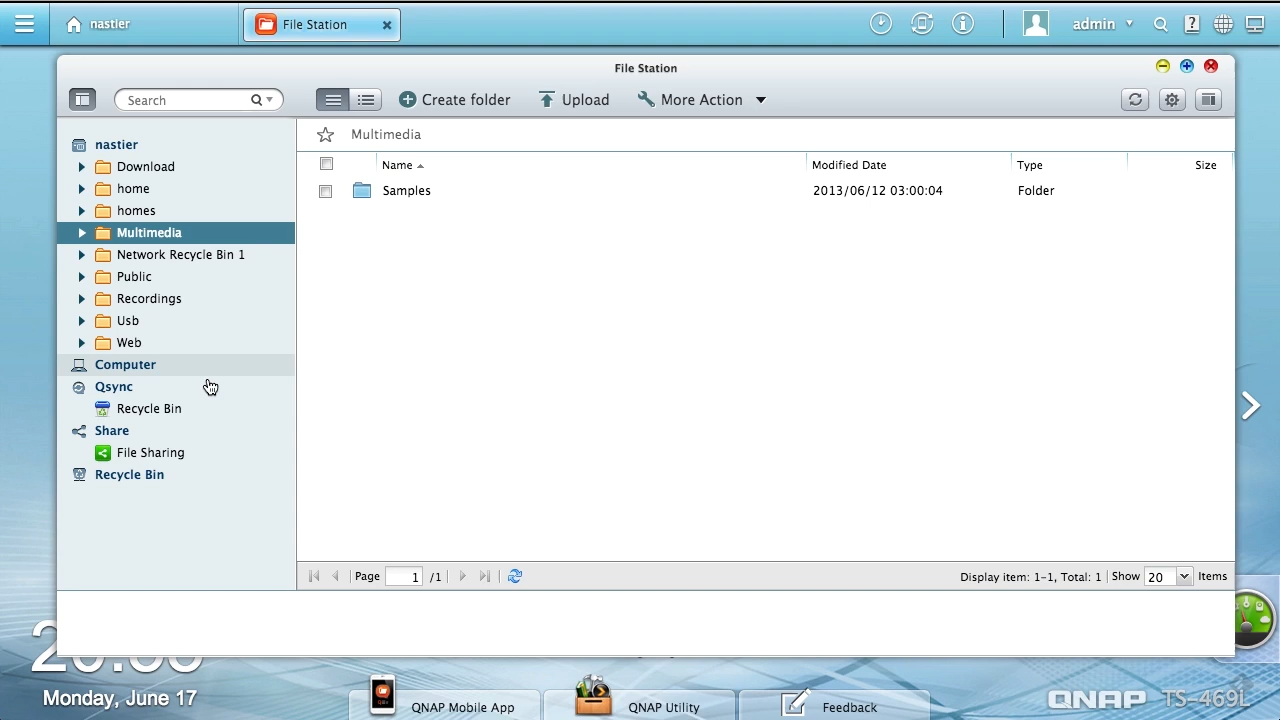 nastier
File Station
admin
File Station
Search
Create folder
Upload
More Action
nastier
Download
home
homes
Multimedia
Network Recycle Bin 1
Public
Recordings
Usb
Web
Computer
Qsync
Recycle Bin
Share
File Sharing
Recycle Bin
Multimedia
Name
Modified Date
Type
Size
Samples
2013/06/12 03:00:04
Folder
Page 1 /1
Display item: 1-1, Total: 1 | Show 20 Items
Monday, June 17
QNAP Mobile App
QNAP Utility
Feedback
QNAP TS-469L